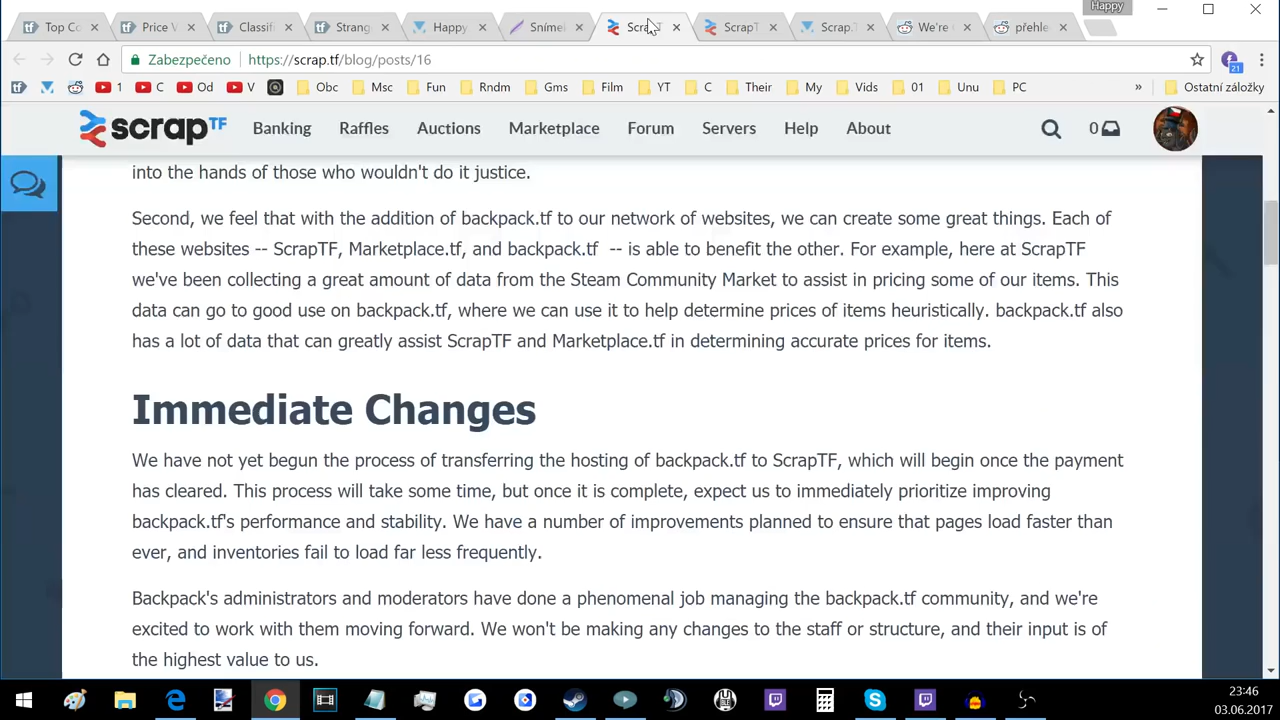 Happy
Top Co
Price V
Classifi
Strang
Happy
Snímel
ScrapT
ScrapT
Scrap.T
We're
přehle
Zabezpečeno
https://scrap.tf/blog/posts/16
21
1
C
Od
V
Obc
Msc
Fun
Rndm
Gms
Film
YT
C
Their
My
Vids
01
Unu
PC
»
Ostatní záložky
scrapTF
Banking
Raffles
Auctions
Marketplace
Forum
Servers
Help
About
0
into the hands of those who wouldn't do it justice.
Second, we feel that with the addition of backpack.tf to our network of websites, we can create some great things. Each of
these websites -- ScrapTF, Marketplace.tf, and backpack.tf -- is able to benefit the other. For example, here at ScrapTF
we've been collecting a great amount of data from the Steam Community Market to assist in pricing some of our items. This
data can go to good use on backpack.tf, where we can use it to help determine prices of items heuristically. backpack.tf also
has a lot of data that can greatly assist ScrapTF and Marketplace.tf in determining accurate prices for items.
Immediate Changes
We have not yet begun the process of transferring the hosting of backpack.tf to ScrapTF, which will begin once the payment
has cleared. This process will take some time, but once it is complete, expect us to immediately prioritize improving
backpack.tf's performance and stability. We have a number of improvements planned to ensure that pages load faster than
ever, and inventories fail to load far less frequently.
Backpack's administrators and moderators have done a phenomenal job managing the backpack.tf community, and we're
excited to work with them moving forward. We won't be making any changes to the staff or structure, and their input is of
the highest value to us.
23:46
03.06.2017